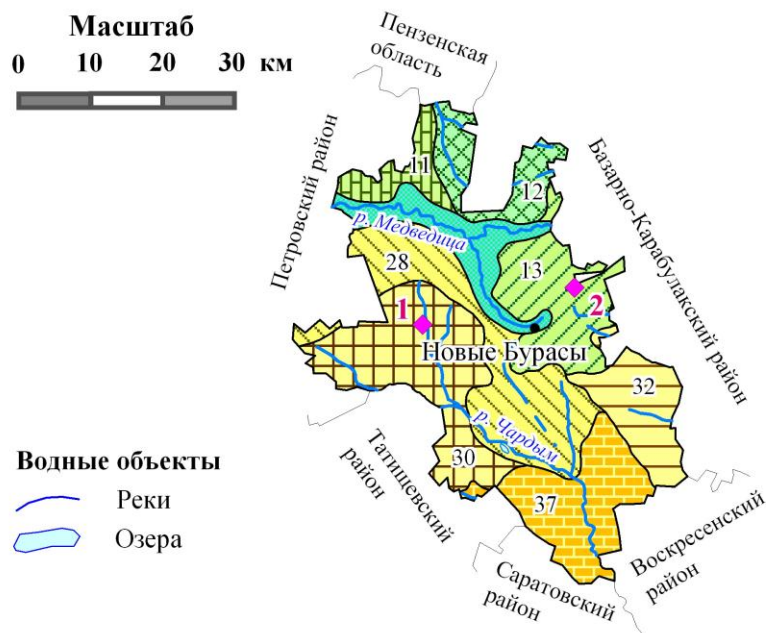 Масштаб
0 10 20 30 км
Пензенская
область
Петровский район
Базарно-Карабулакский район
11
12
р. Медведица
13
28
1
2
Новые Бурасы
32
р. Чардым
30
37
Татищевский
район
Саратовский
район
Воскресенский
район
Водные объекты
Реки
Озера